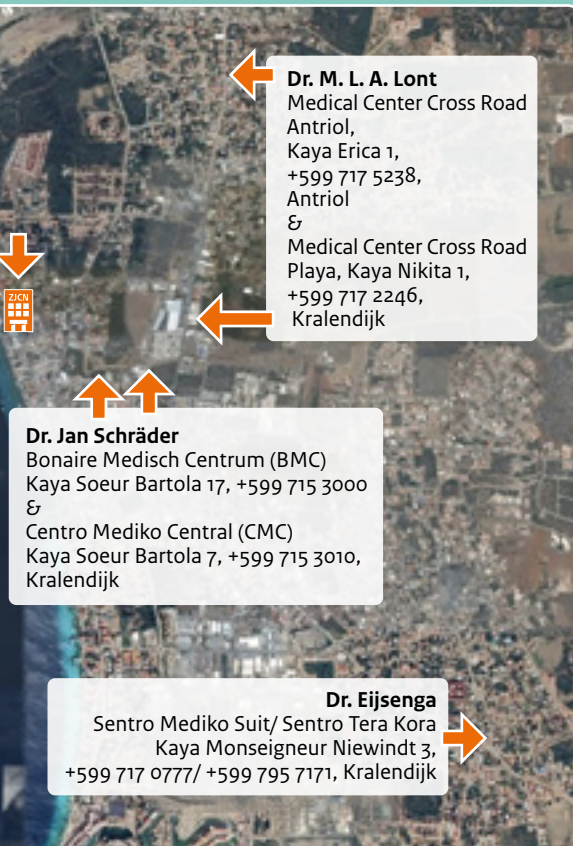 Dr. M. L. A. Lont
Medical Center Cross Road
Antriol,
Kaya Erica 1,
+599 717 5238,
Antriol
&
Medical Center Cross Road
Playa, Kaya Nikita 1,
+599 717 2246,
Kralendijk
ZJCN
Dr. Jan Schräder
Bonaire Medisch Centrum (BMC)
Kaya Soeur Bartola 17, +599 715 3000
&
Centro Mediko Central (CMC)
Kaya Soeur Bartola 7, +599 715 3010,
Kralendijk
Dr. Eijsenga
Sentro Mediko Suit/ Sentro Tera Kora
Kaya Monseigneur Niewindt 3,
+599 717 0777/ +599 795 7171, Kralendijk